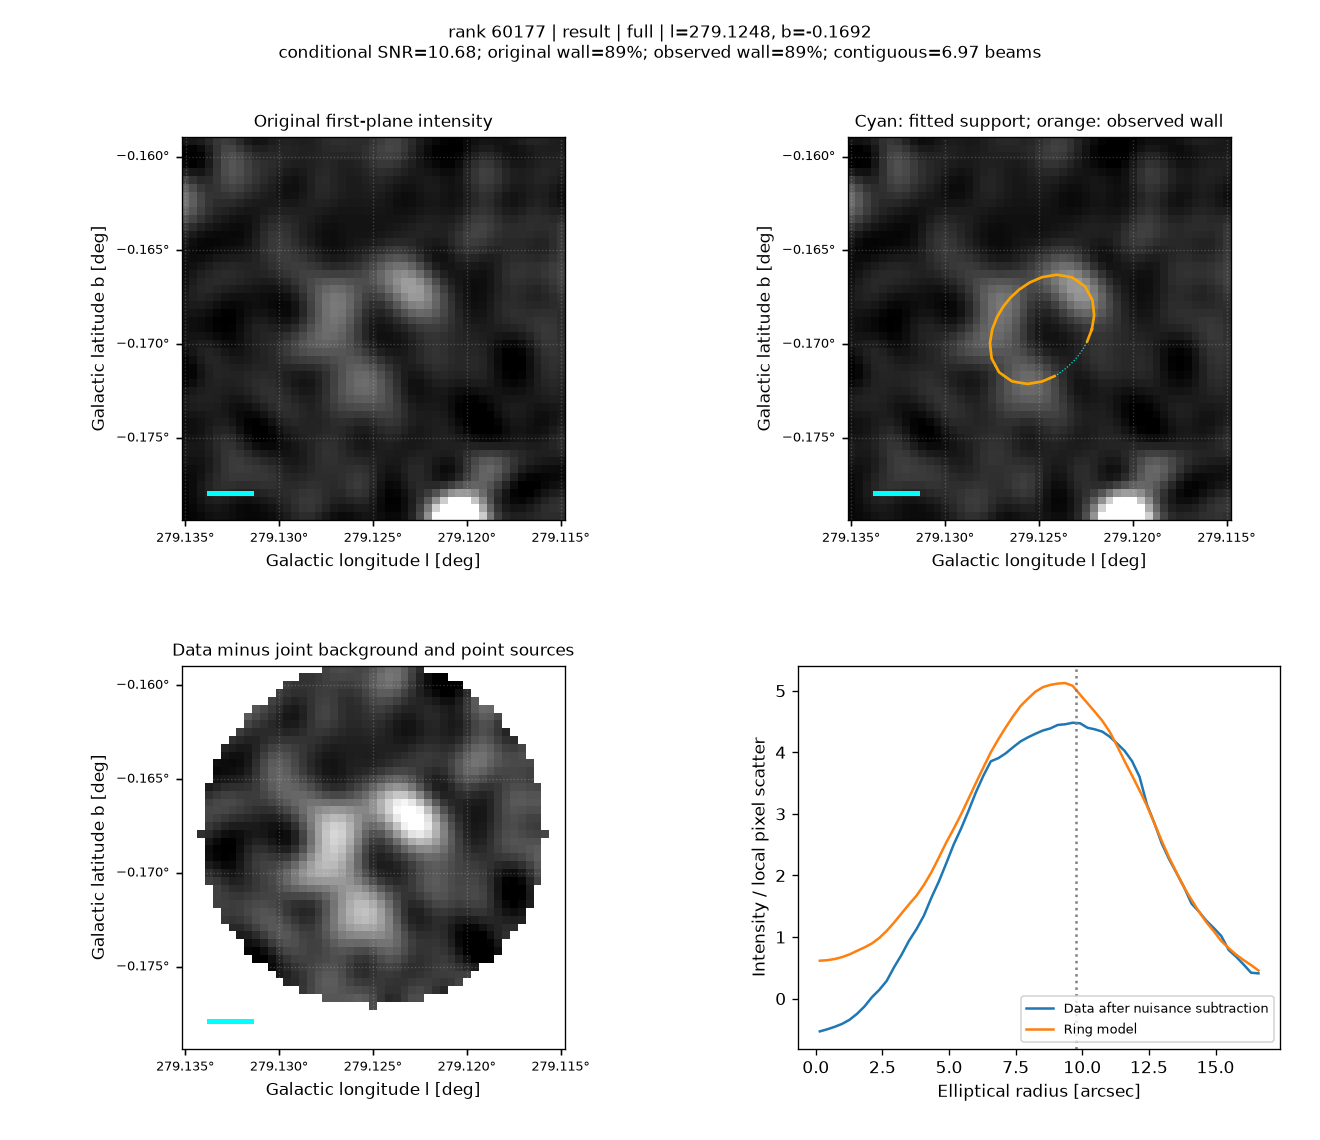 rank 60177 | result | full | l=279.1248, b=-0.1692
conditional SNR=10.68; original wall=89%; observed wall=89%; contiguous=6.97 beams
Original first-plane intensity
−0.160°
−0.165°
−0.170°
−0.175°
Galactic latitude b [deg]
279.135° 279.130° 279.125° 279.120° 279.115°
Galactic longitude l [deg]
Cyan: fitted support; orange: observed wall
−0.160°
−0.165°
−0.170°
−0.175°
Galactic latitude b [deg]
279.135° 279.130° 279.125° 279.120° 279.115°
Galactic longitude l [deg]
Data minus joint background and point sources
−0.160°
−0.165°
−0.170°
−0.175°
Galactic latitude b [deg]
279.135° 279.130° 279.125° 279.120° 279.115°
Galactic longitude l [deg]
5
4
3
2
1
0
Intensity / local pixel scatter
Data after nuisance subtraction
Ring model
0.0 2.5 5.0 7.5 10.0 12.5 15.0
Elliptical radius [arcsec]